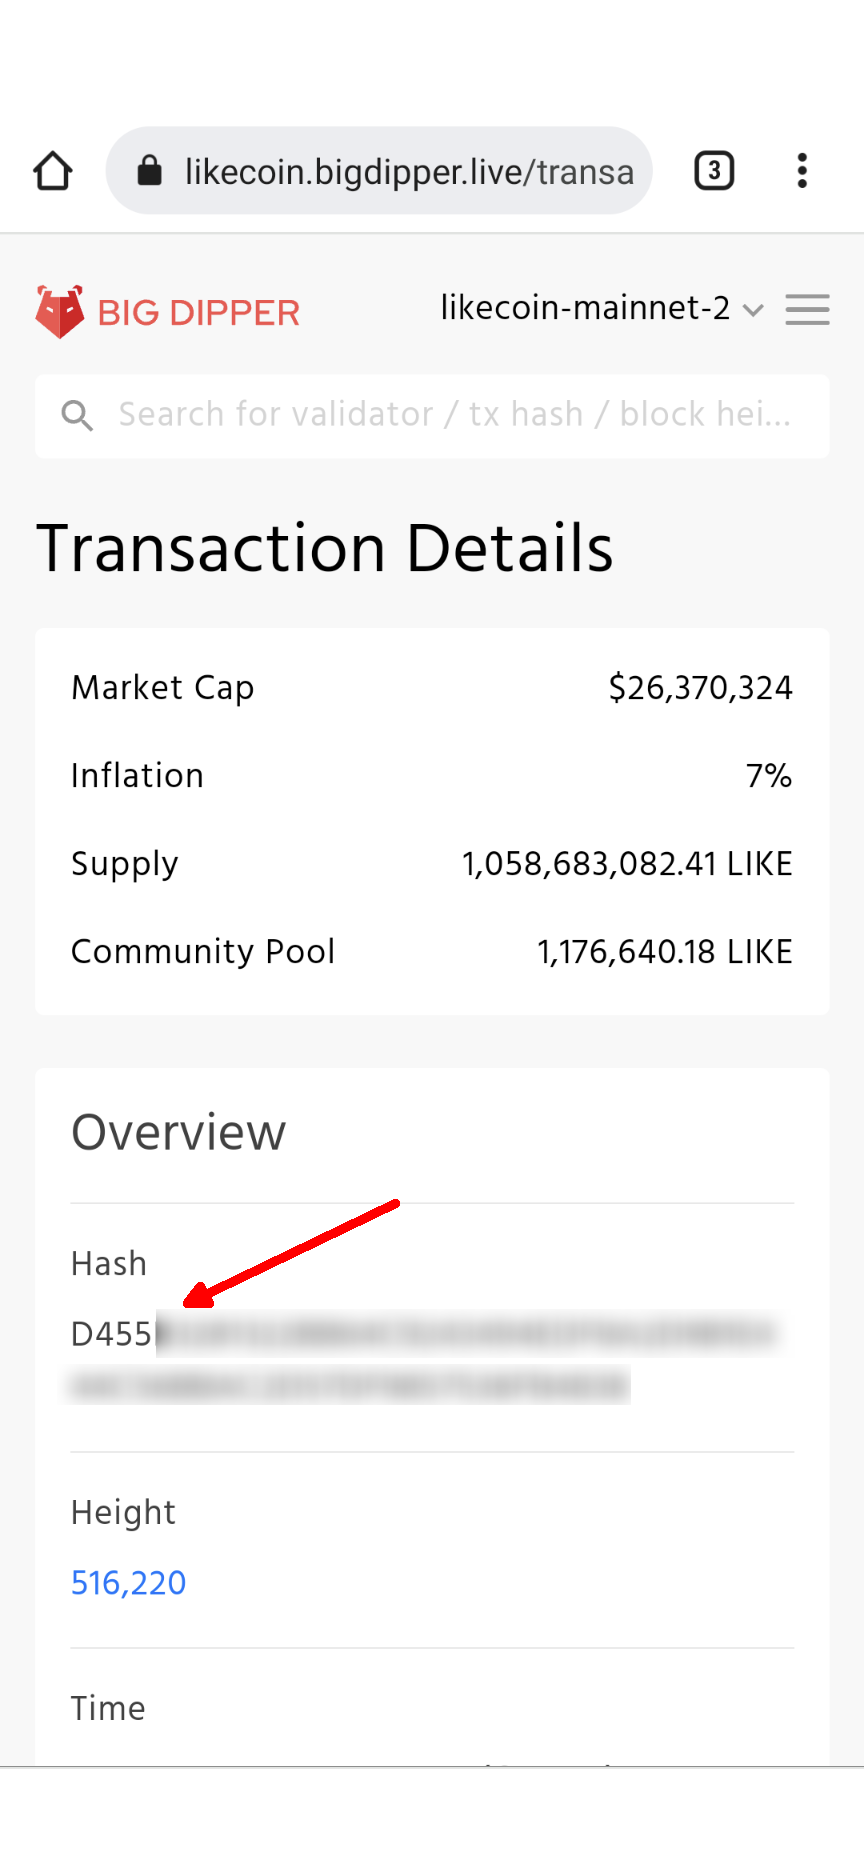 likecoin.bigdipper.live/transa
3
BIG DIPPER
likecoin-mainnet-2
Search for validator / tx hash / block hei...
Transaction Details
Market Cap $26,370,324
Inflation 7%
Supply 1,058,683,082.41 LIKE
Community Pool 1,176,640.18 LIKE
Overview
Hash
D455
Height
516,220
Time